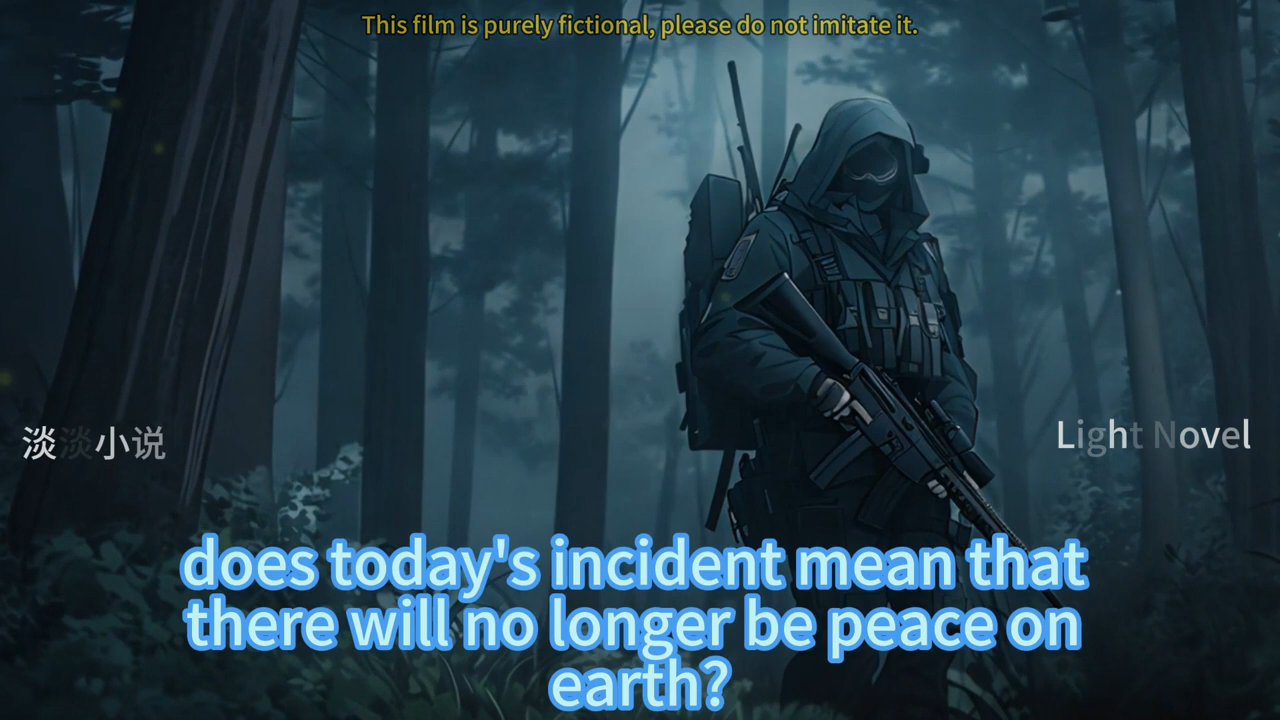 This film is purely fictional, please do not imitate it.
淡淡小说
Light Novel
does today's incident mean that
there will no longer be peace on
earth?